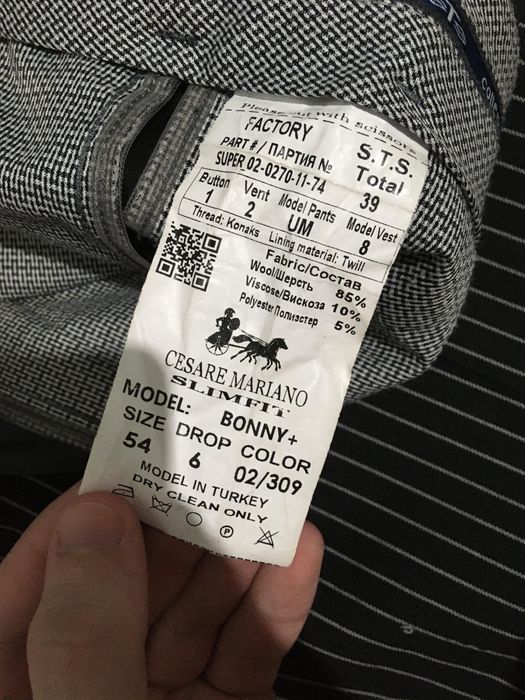 Please cut with scissors
FACTORY S.T.S.
PART # / ПАРТИЯ № Total
SUPER 02-0270-11-74 39
Button Vent Model Pants Model Vest
1 2 UM 8
Thread: Konaks Lining material: Twill
Fabric/Состав
Wool/Шерсть 85%
Viscose/Вискоза 10%
Polyester/Полиэстер 5%
CESARE MARIANO
SLIMFIT
MODEL: BONNY+
SIZE DROP COLOR
54 6 02/309
MODEL IN TURKEY
DRY CLEAN ONLY
P